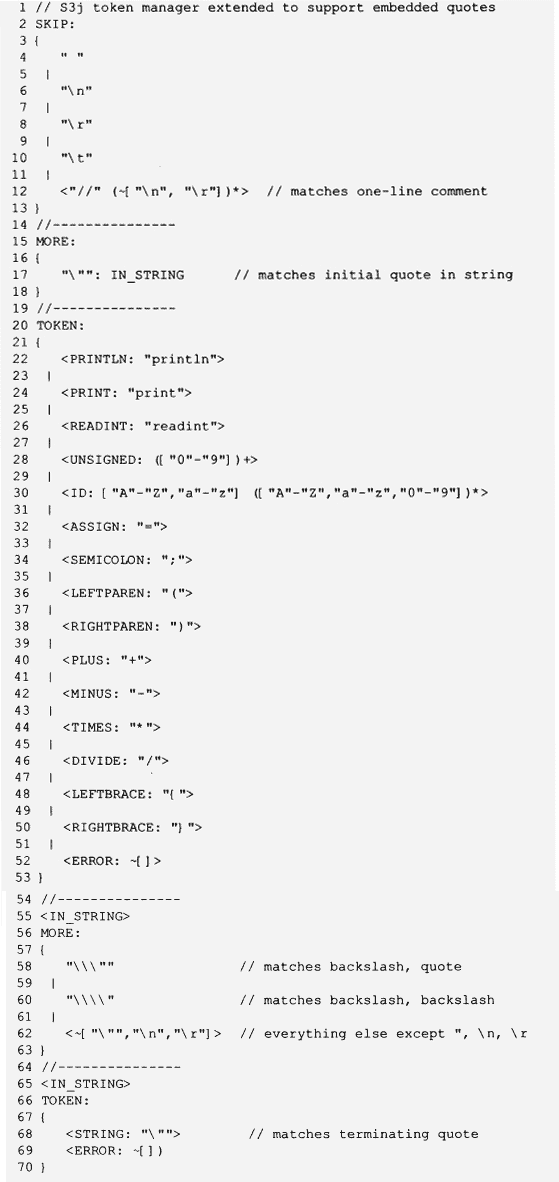 1 // S3j token manager extended to support embedded quotes
2 SKIP:
3 {
4 " "
5 |
6 "\n"
7 |
8 "\r"
9 |
10 "\t"
11 |
12 <"//" (~[ "\n", "\r"])*> // matches one-line comment
13 }
14 //---------------
15 MORE:
16 {
17 "\"": IN_STRING // matches initial quote in string
18 }
19 //---------------
20 TOKEN:
21 {
22 <PRINTLN: "println">
23 |
24 <PRINT: "print">
25 |
26 <READINT: "readint">
27 |
28 <UNSIGNED: ([ "0"-"9"])+>
29 |
30 <ID: [ "A"-"Z","a"-"z"] ([ "A"-"Z","a"-"z","0"-"9"])*>
31 |
32 <ASSIGN: "=">
33 |
34 <SEMICOLON: ";">
35 |
36 <LEFTPAREN: "(">
37 |
38 <RIGHTPAREN: ")">
39 |
40 <PLUS: "+">
41 |
42 <MINUS: "-">
43 |
44 <TIMES: "*">
45 |
46 <DIVIDE: "/">
47 |
48 <LEFTBRACE: "{ ">
49 |
50 <RIGHTBRACE: "} ">
51 |
52 <ERROR: ~[ ]>
53 }
54 //---------------
55 <IN_STRING>
56 MORE:
57 {
58 "\\\"" // matches backslash, quote
59 |
60 "\\\\" // matches backslash, backslash
61 |
62 <~[ "\"","\n","\r"]> // everything else except ", \n, \r
63 }
64 //---------------
65 <IN_STRING>
66 TOKEN:
67 {
68 <STRING: "\""> // matches terminating quote
69 <ERROR: ~[ ])
70 }